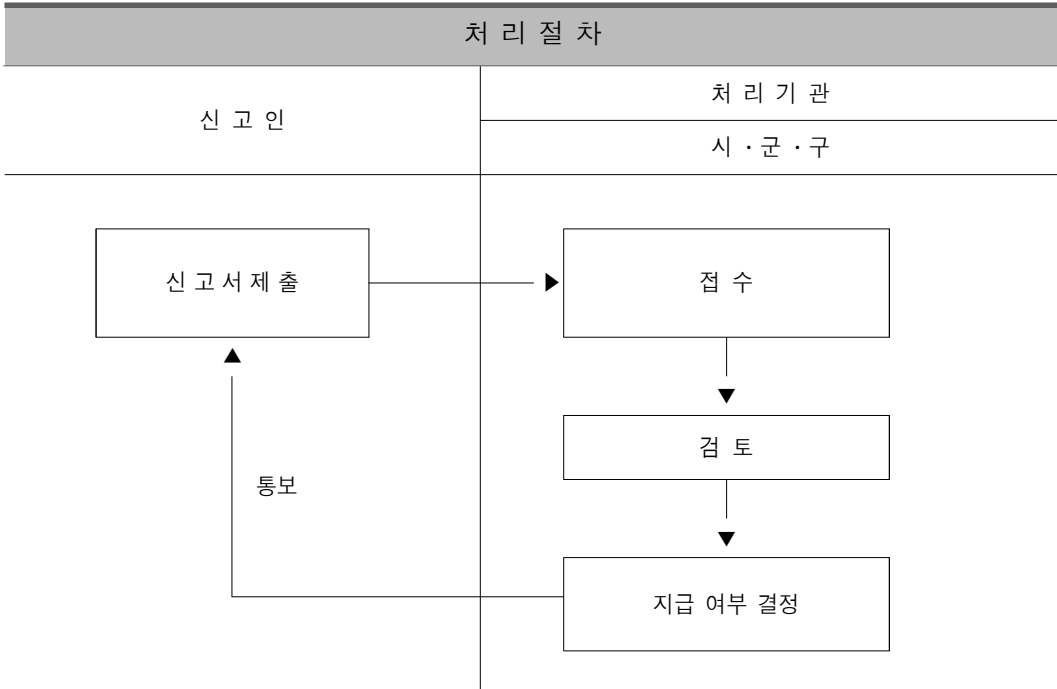 처 리 절 차
신 고 인
처 리 기 관
시 · 군 · 구
신 고 서 제 출
접 수
검 토
통보
지급 여부 결정